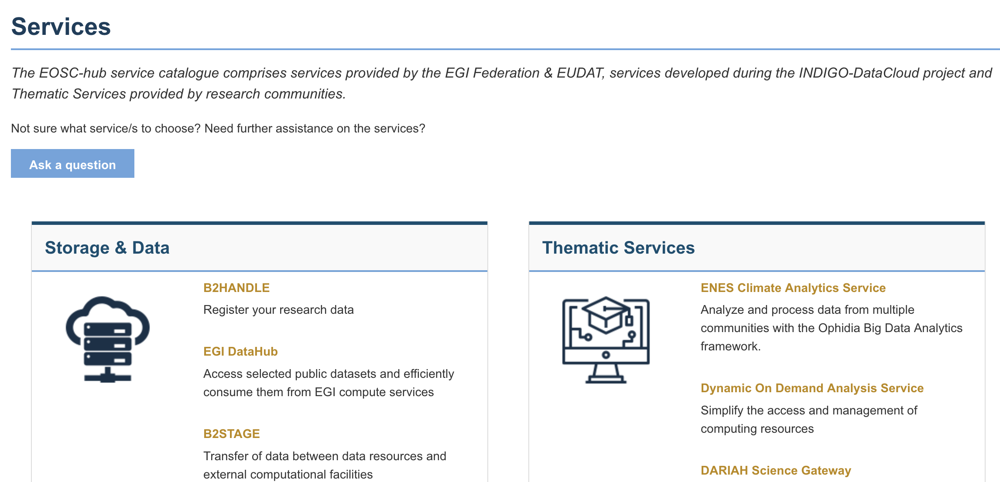 Services
The EOSC-hub service catalogue comprises services provided by the EGI Federation & EUDAT, services developed during the INDIGO-DataCloud project and
Thematic Services provided by research communities.
Not sure what service/s to choose? Need further assistance on the services?
Ask a question
Storage & Data
B2HANDLE
Register your research data
EGI DataHub
Access selected public datasets and efficiently
consume them from EGI compute services
B2STAGE
Transfer of data between data resources and
external computational facilities
Thematic Services
ENES Climate Analytics Service
Analyze and process data from multiple
communities with the Ophidia Big Data Analytics
framework.
Dynamic On Demand Analysis Service
Simplify the access and management of
computing resources
DARIAH Science Gateway